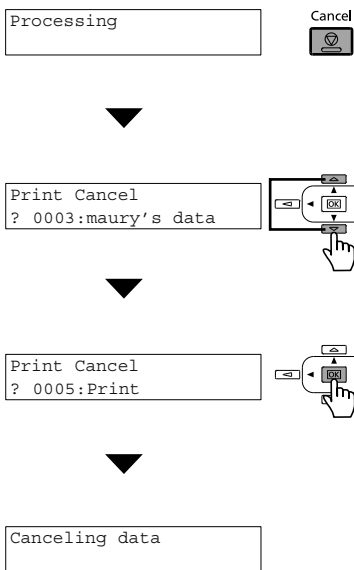 Processing
Cancel
Print Cancel
? 0003:maury's data
OK
Print Cancel
? 0005:Print
OK
Canceling data